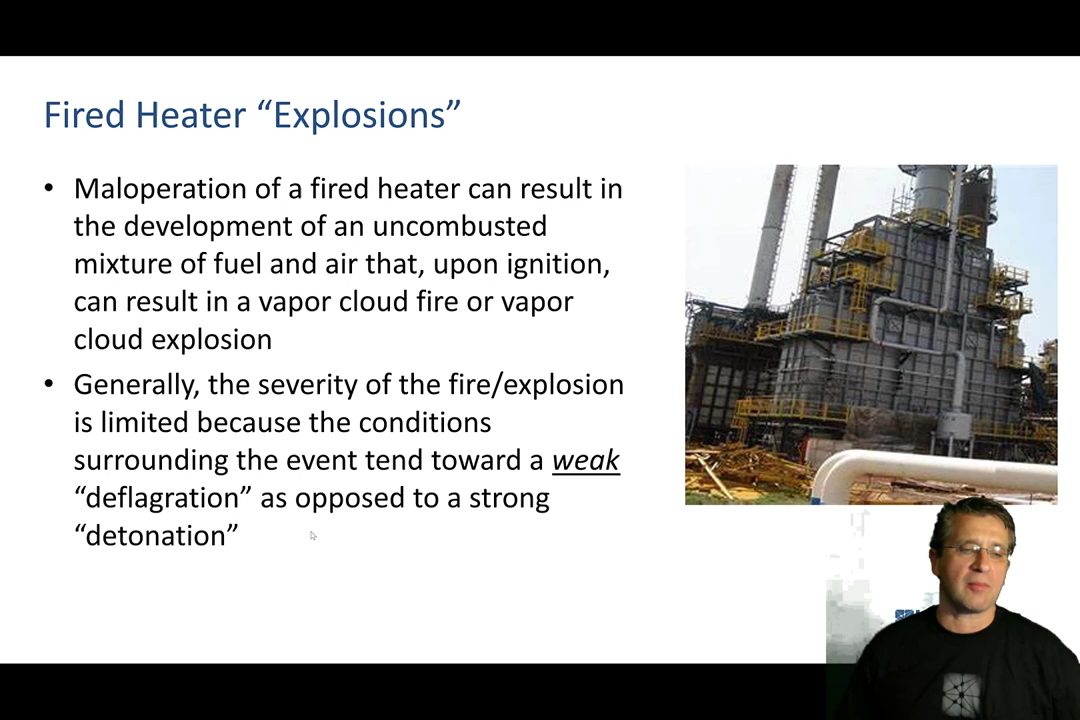 Fired Heater “Explosions”
• Maloperation of a fired heater can result in
the development of an uncombusted
mixture of fuel and air that, upon ignition,
can result in a vapor cloud fire or vapor
cloud explosion
• Generally, the severity of the fire/explosion
is limited because the conditions
surrounding the event tend toward a weak
“deflagration” as opposed to a strong
“detonation”